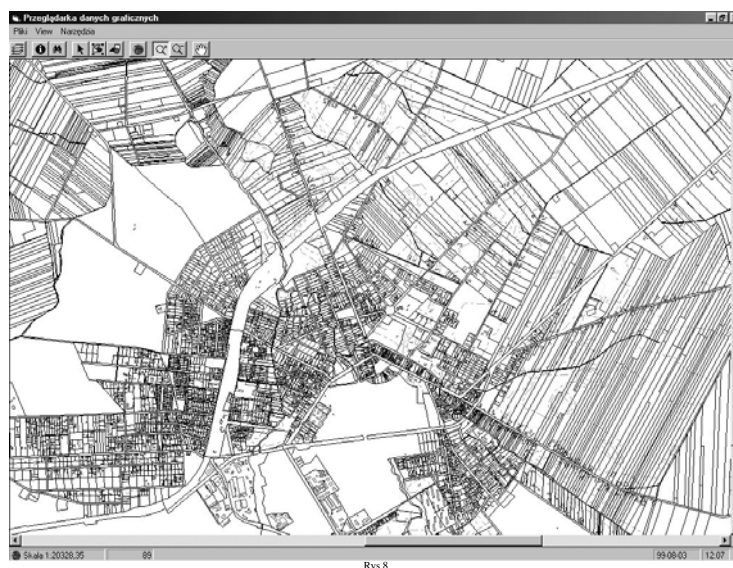 Przeglądarka danych graficznych
Pliki View Narzędzia
Skala 1:20328,35 89 99-08-03 12:07
Rys 8